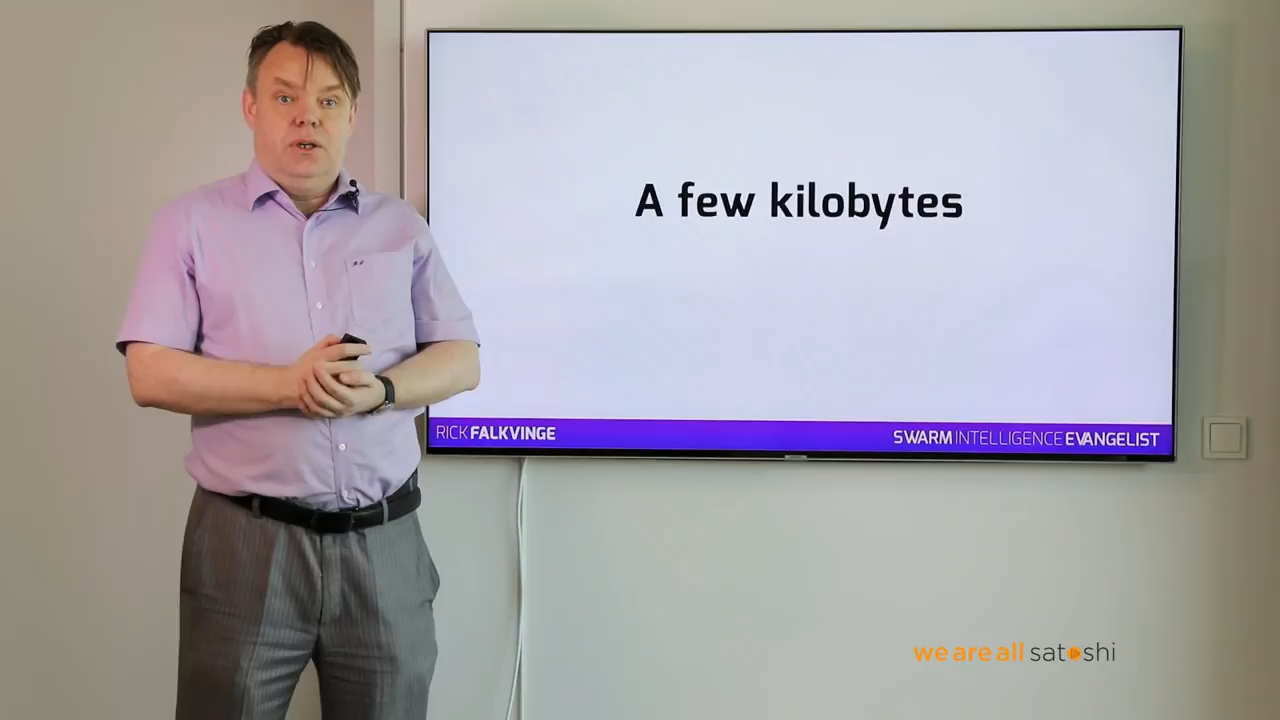 A few kilobytes
RICK FALKVINGE
SWARM INTELLIGENCE EVANGELIST
we are all satoshi